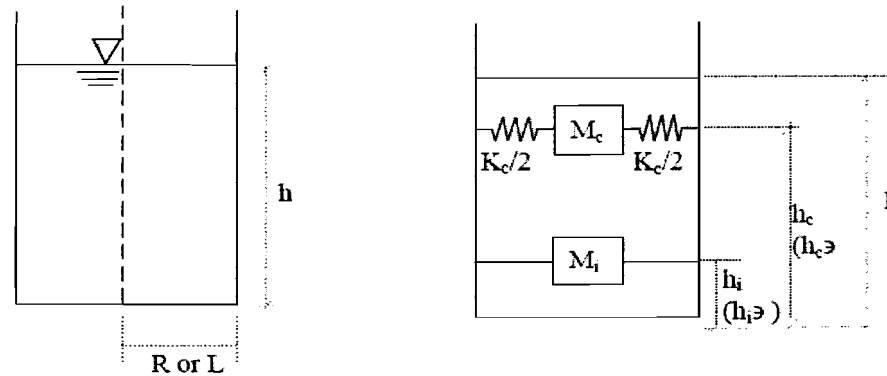 h
R or L
M_c
K_c/2 K_c/2
h_c
(h_c϶
M_i
h_i
(h_i϶ )